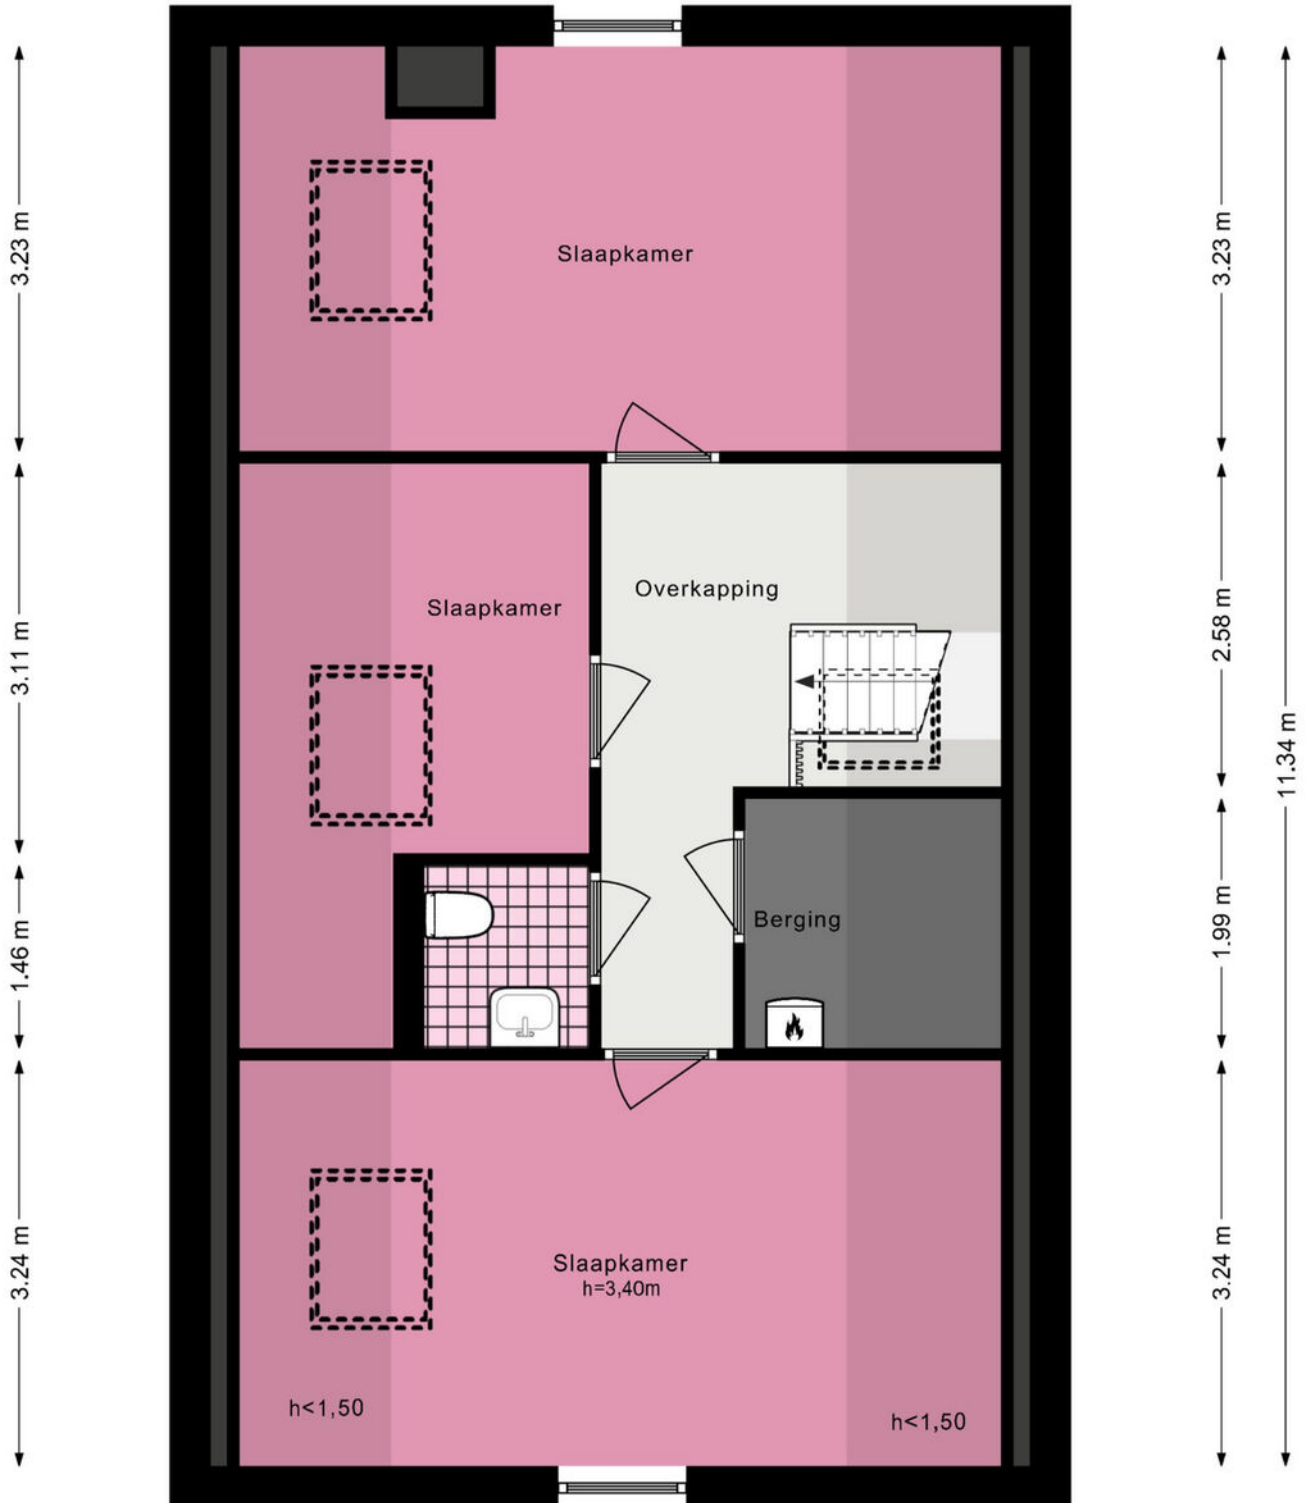 3.23 m
3.23 m
Slaapkamer
11.34 m
3.11 m
Slaapkamer
Overkapping
2.58 m
1.46 m
Berging
1.99 m
3.24 m
Slaapkamer
h=3,40m
3.24 m
h<1,50
h<1,50